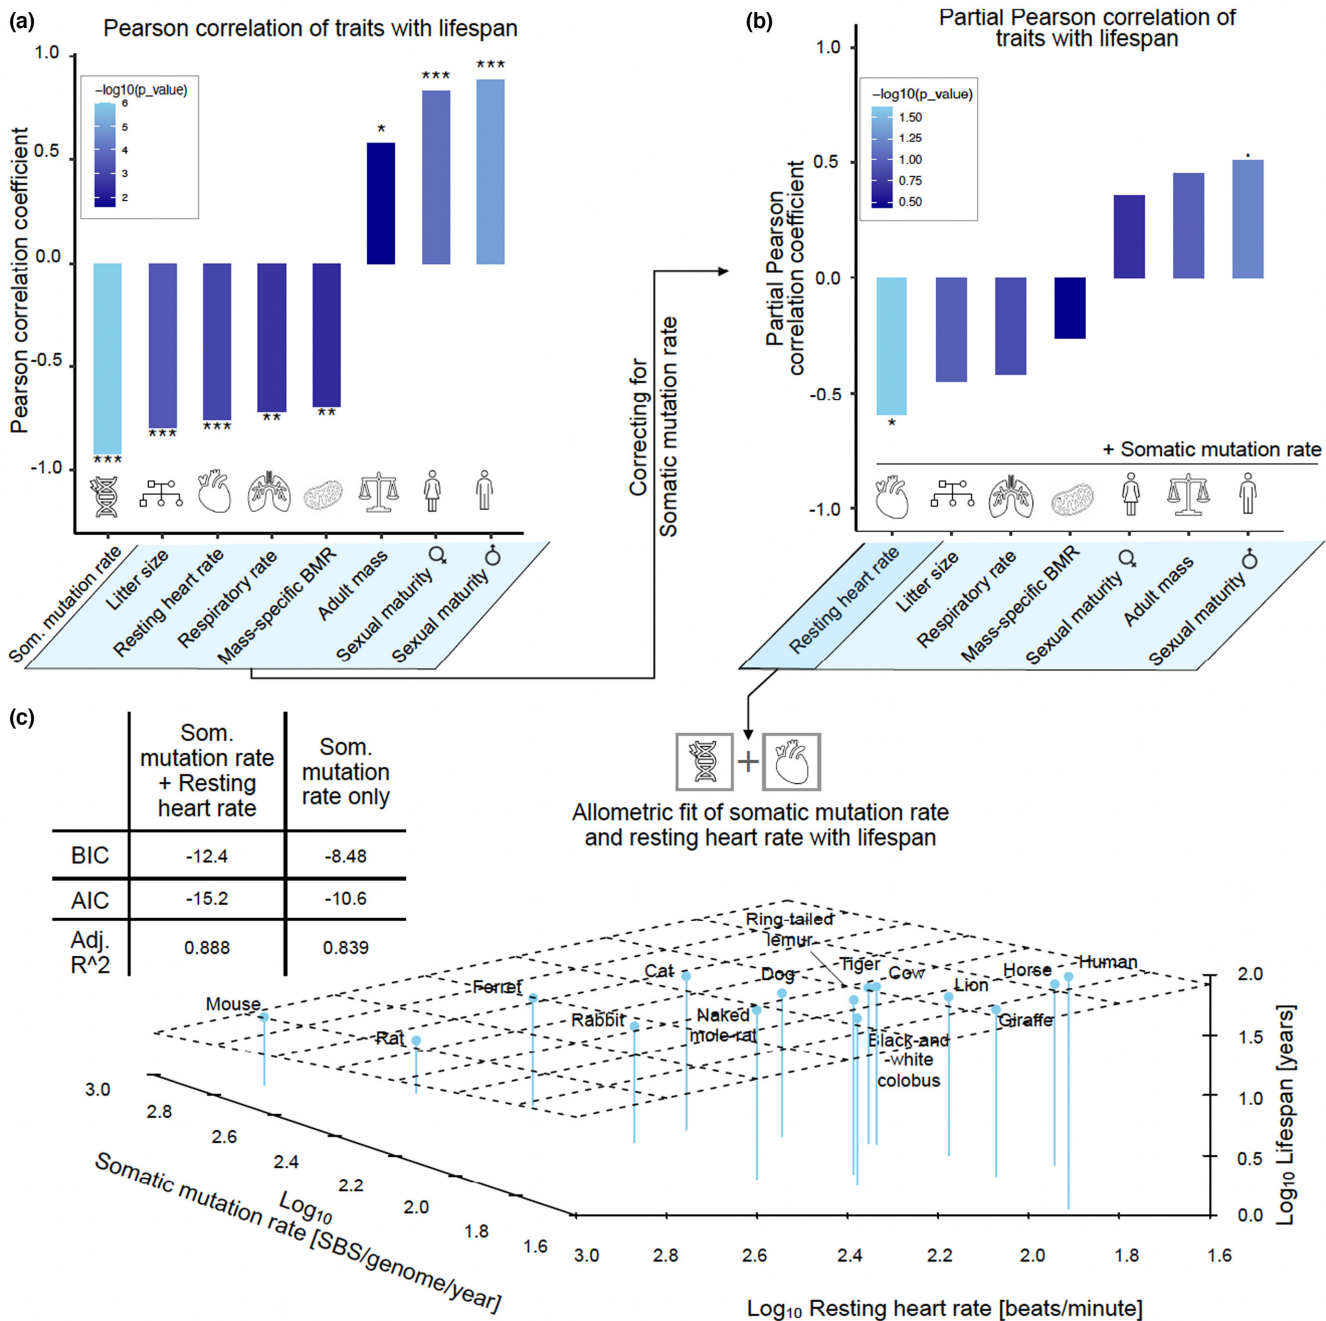 (a)
Pearson correlation of traits with lifespan
Pearson correlation coefficient
1.0
0.5
0.0
-0.5
-1.0
−log10(p_value)
6
5
4
3
2
***
***
***
**
**
*
***
***
Som. mutation rate
Litter size
Resting heart rate
Respiratory rate
Mass-specific BMR
Adult mass
Sexual maturity ♀
Sexual maturity ♂
Correcting for
Somatic mutation rate
(b)
Partial Pearson correlation of
traits with lifespan
Partial Pearson
correlation coefficient
1.0
0.5
0.0
-0.5
-1.0
−log10(p_value)
1.50
1.25
1.00
0.75
0.50
*
.
+ Somatic mutation rate
Resting heart rate
Litter size
Respiratory rate
Mass-specific BMR
Sexual maturity ♀
Adult mass
Sexual maturity ♂
(c)
Som.
mutation rate
+ Resting
heart rate
Som.
mutation
rate only
BIC
-12.4
-8.48
AIC
-15.2
-10.6
Adj.
R^2
0.888
0.839
+
Allometric fit of somatic mutation rate
and resting heart rate with lifespan
Mouse
Rat
Ferret
Rabbit
Cat
Naked
mole-rat
Dog
Ring-tailed
lemur
Tiger
Cow
Black-and
-white
colobus
Lion
Giraffe
Horse
Human
3.0
2.8
2.6
2.4
2.2
2.0
1.8
1.6
Log₁₀
Somatic mutation rate [SBS/genome/year]
3.0
2.8
2.6
2.4
2.2
2.0
1.8
1.6
Log₁₀ Resting heart rate [beats/minute]
2.0
1.5
1.0
0.5
0.0
Log₁₀ Lifespan [years]